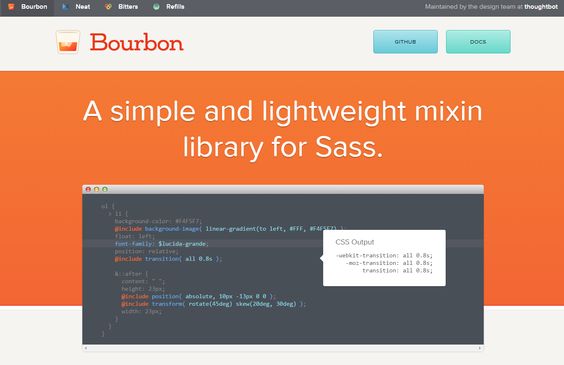 Bourbon Neat Bitters Refills Maintained by the design team at thoughtbot
Bourbon
GITHUB DOCS
A simple and lightweight mixin
library for Sass.
ol {
> li {
background-color: #F4F5F7;
@include background-image( linear-gradient(to left, #FFF, #F4F5F7) );
float: left;
font-family: $lucida-grande;
position: relative;
@include transition( all 0.8s );
&::after {
content: " ";
height: 23px;
@include position( absolute, 10px -13px 0 0 );
@include transform( rotate(45deg) skew(20deg, 30deg) );
width: 23px;
}
}
}
CSS Output
-webkit-transition: all 0.8s;
-moz-transition: all 0.8s;
transition: all 0.8s;